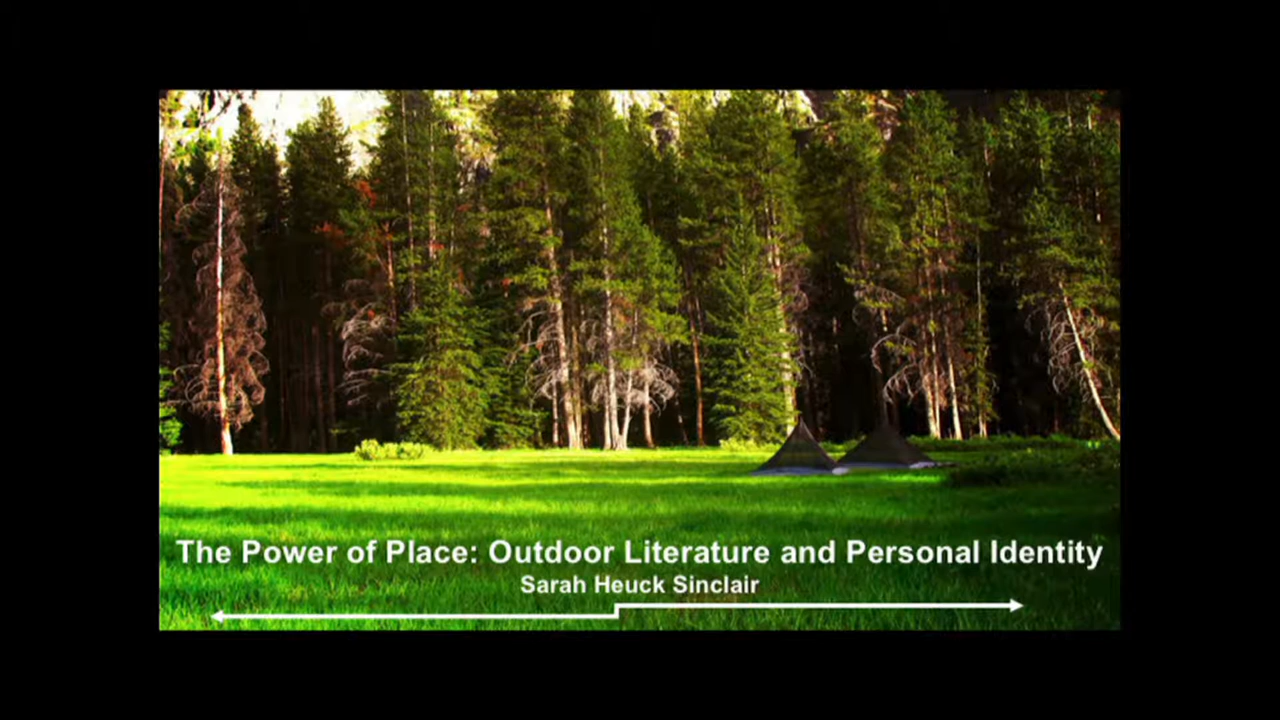 The Power of Place: Outdoor Literature and Personal Identity
Sarah Heuck Sinclair